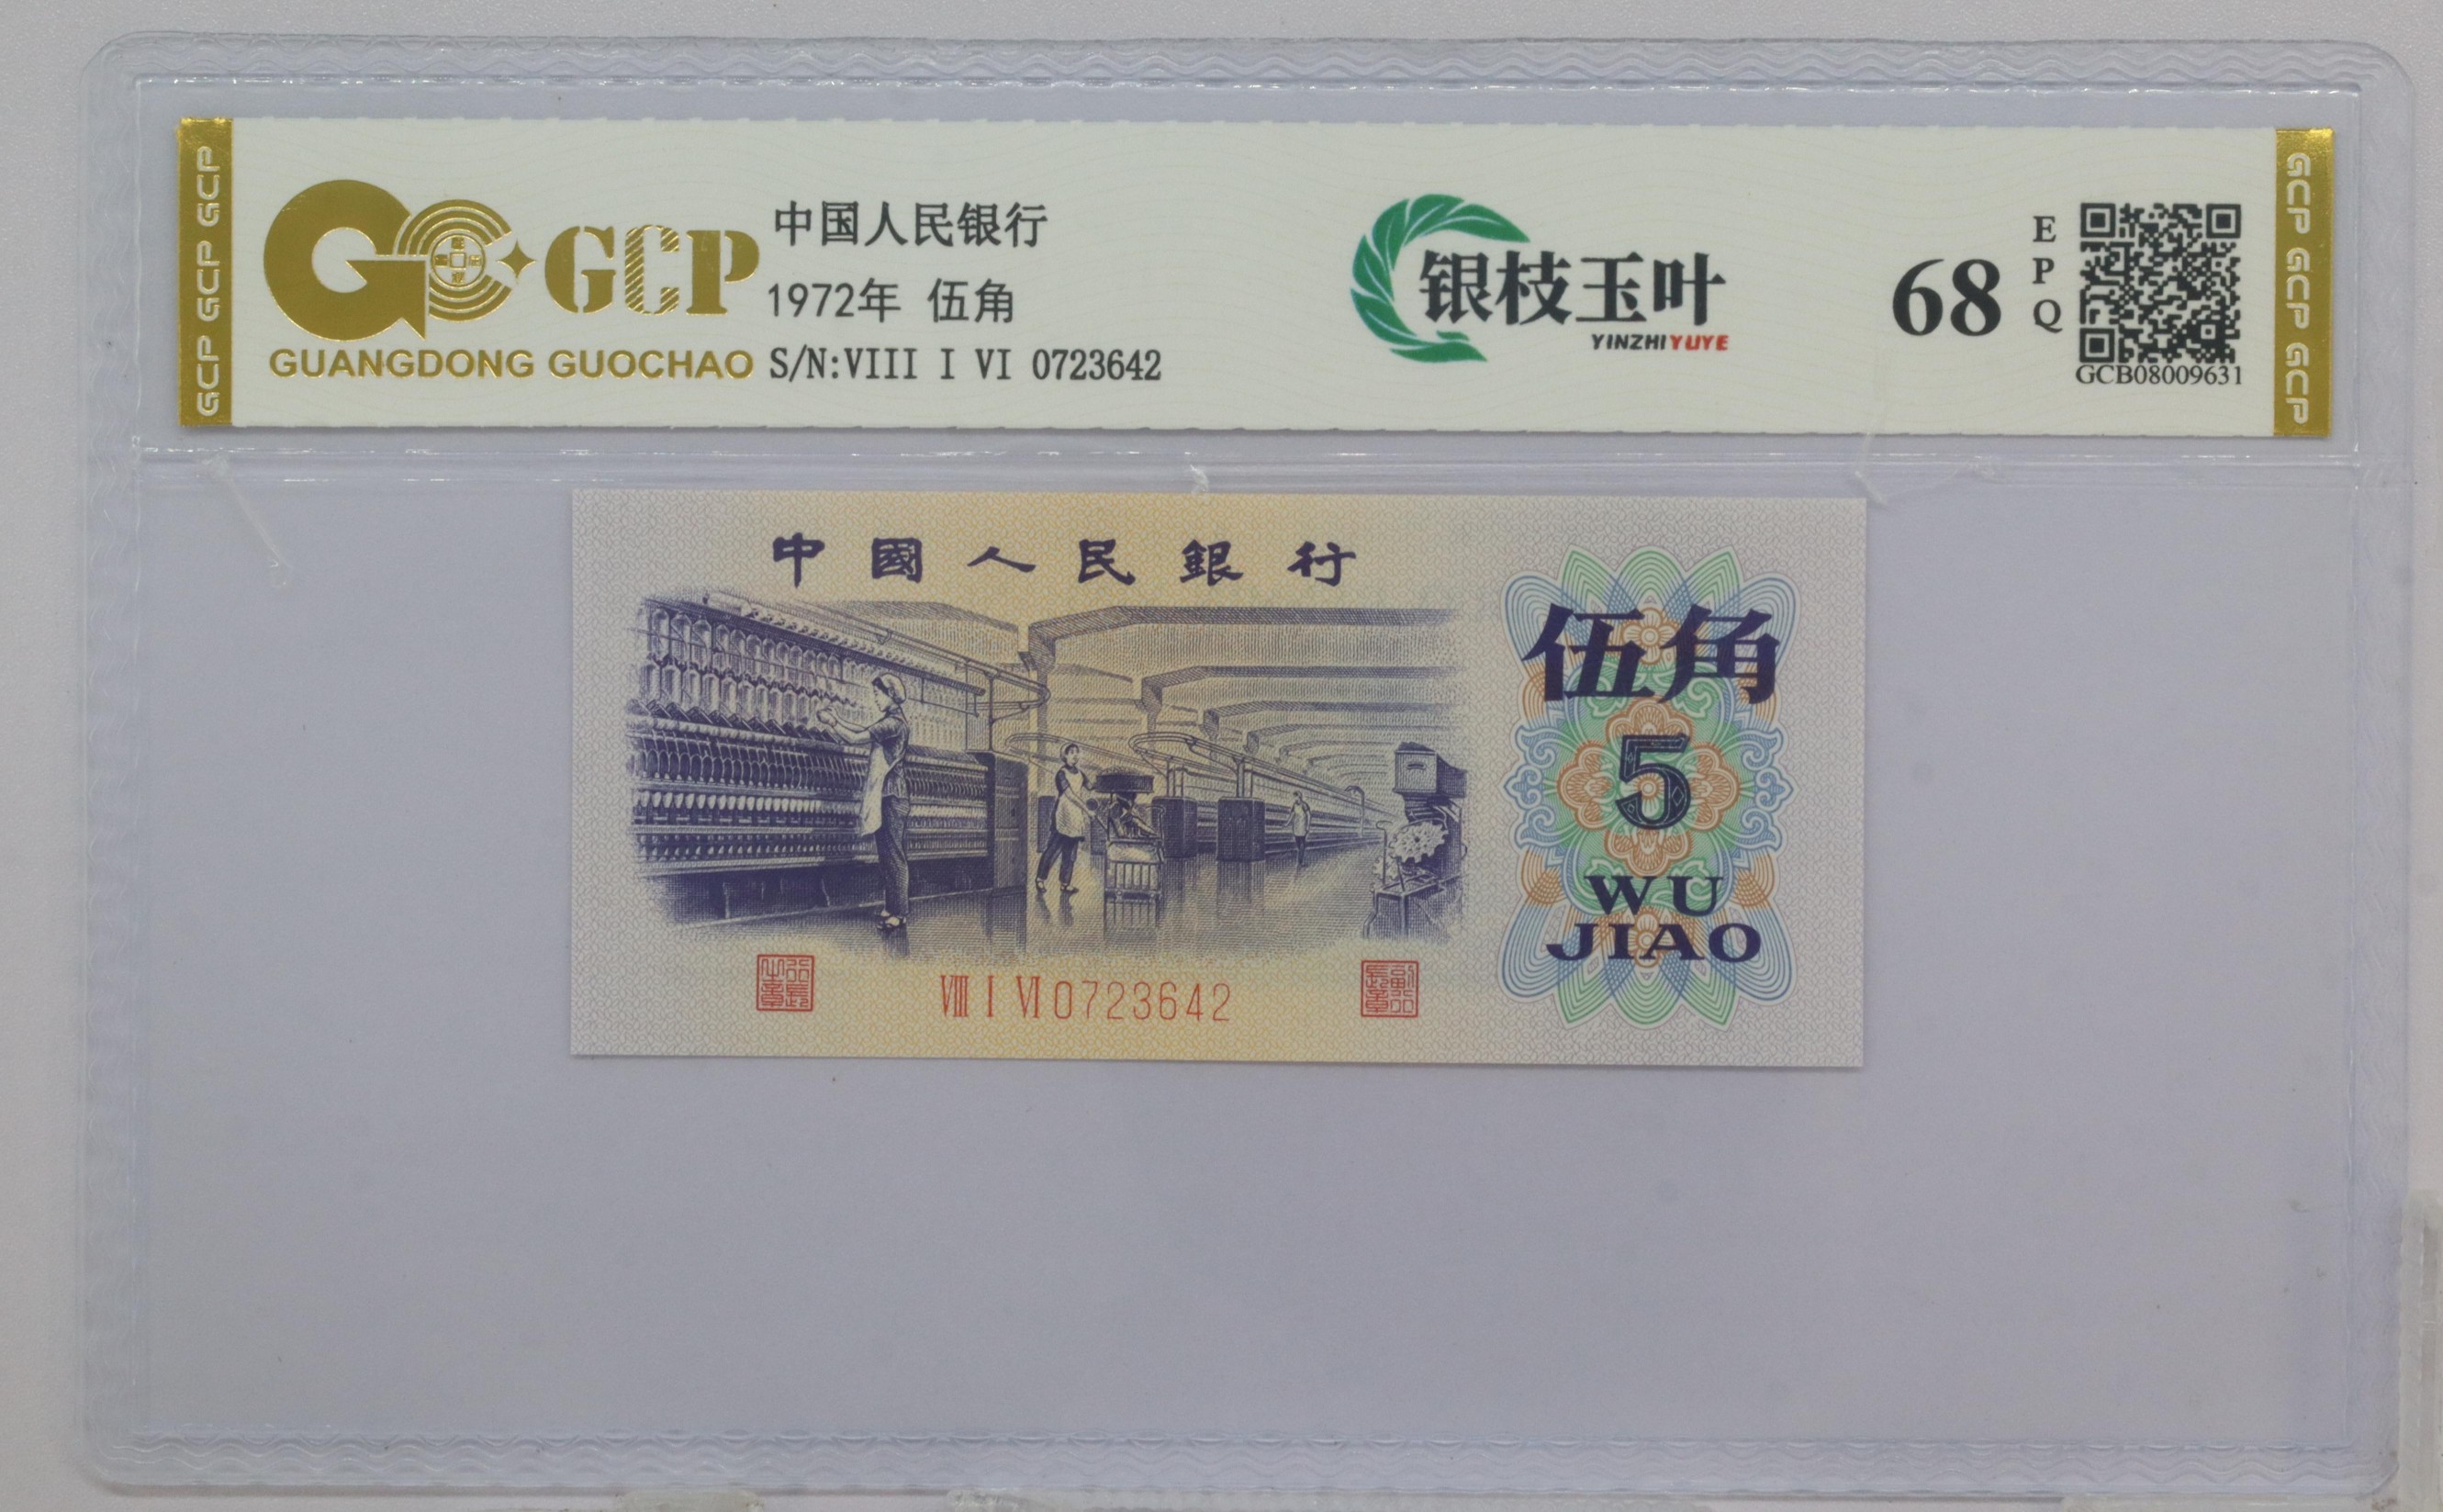 GCP GCP GCP
GCP
GUANGDONG GUOCHAO
中国人民银行
1972年 伍角
S/N:VIII I VI 0723642
银枝玉叶
YINZHIYUYE
68
EPQ
GCB08009631
GCP GCP GCP
中國人民銀行
伍角
5
WU
JIAO
VIII I VI 0723642